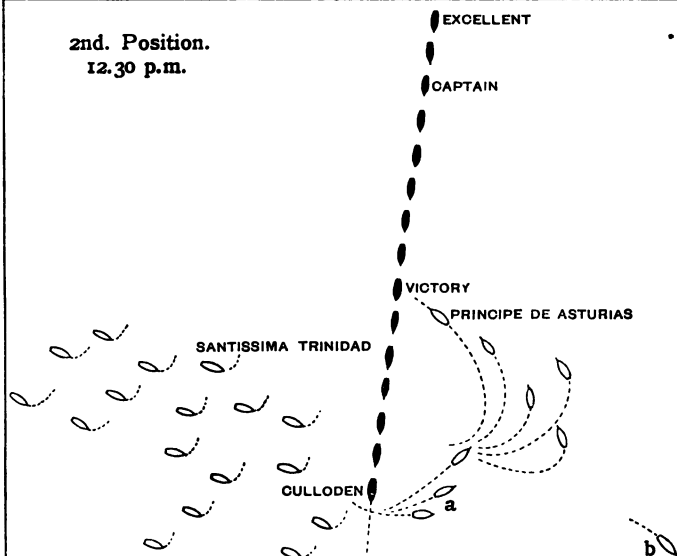 2nd. Position.
12.30 p.m.
EXCELLENT
CAPTAIN
VICTORY
PRINCIPE DE ASTURIAS
SANTISSIMA TRINIDAD
CULLODEN
a
b